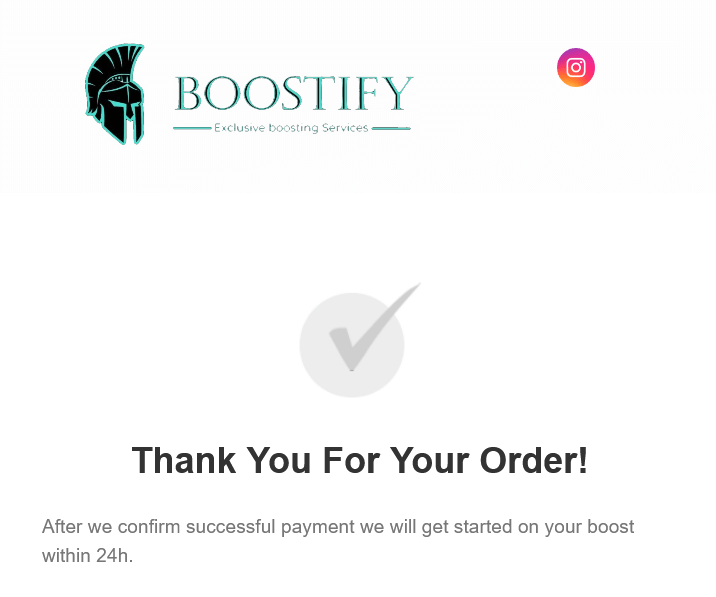 BOOSTIFY
Exclusive boosting Services
Thank You For Your Order!
After we confirm successful payment we will get started on your boost
within 24h.